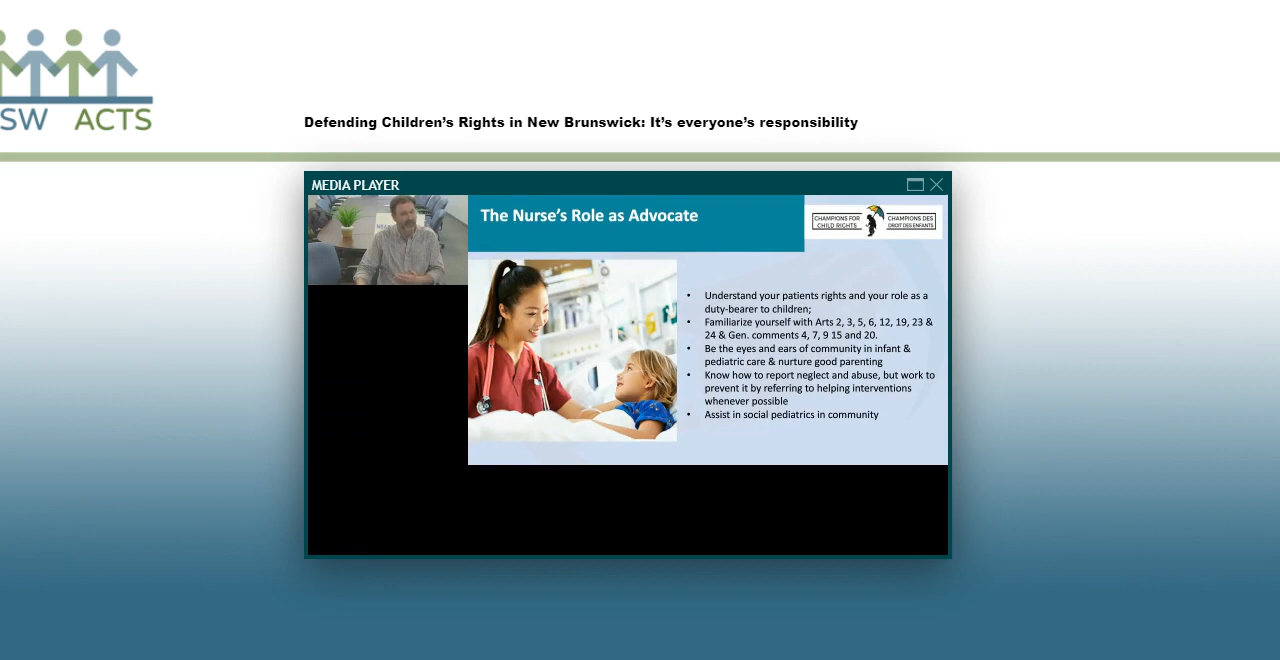 SW ACTS
Defending Children’s Rights in New Brunswick: It’s everyone’s responsibility
MEDIA PLAYER
The Nurse’s Role as Advocate
CHAMPIONS FOR
CHILD RIGHTS
CHAMPIONS DES
DROIT DES ENFANTS
• Understand your patients rights and your role as a
duty-bearer to children;
• Familiarize yourself with Arts 2, 3, 5, 6, 12, 19, 23 &
24 & Gen. comments 4, 7, 9 15 and 20.
• Be the eyes and ears of community in infant &
pediatric care & nurture good parenting
• Know how to report neglect and abuse, but work to
prevent it by referring to helping interventions
whenever possible
• Assist in social pediatrics in community